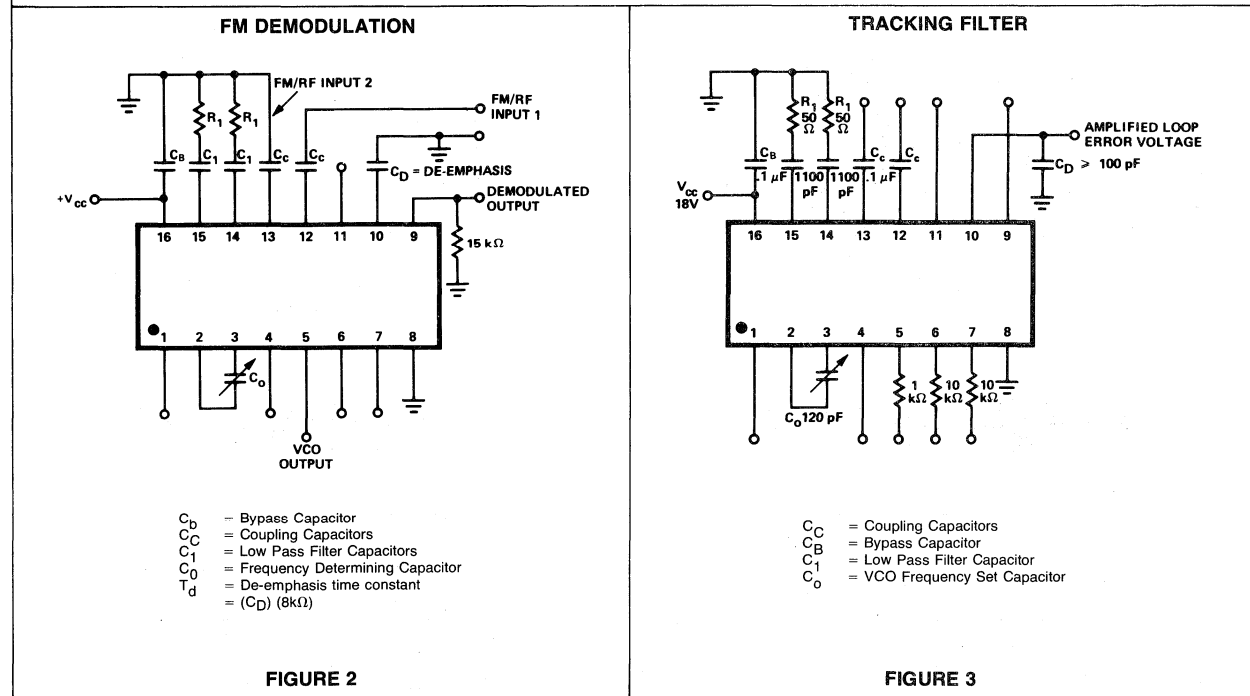 FM DEMODULATION
FM/RF INPUT 2
FM/RF
INPUT 1
R1
R1
CB
C1
C1
Cc
Cc
CD = DE-EMPHASIS
+Vcc
DEMODULATED
OUTPUT
16 15 14 13 12 11 10 9
15 kΩ
1 2 3 4 5 6 7 8
Co
VCO
OUTPUT
Cb = Bypass Capacitor
CC = Coupling Capacitors
C1 = Low Pass Filter Capacitors
C0 = Frequency Determining Capacitor
Td = De-emphasis time constant
= (CD) (8kΩ)
FIGURE 2
TRACKING FILTER
R1
50
Ω
R1
50
Ω
AMPLIFIED LOOP
ERROR VOLTAGE
CB
.1 μF
1100
pF
1100
pF
Cc
.1 μF
Cc
CD ≥ 100 pF
Vcc
18V
16 15 14 13 12 11 10 9
1 2 3 4 5 6 7 8
1
kΩ
10
kΩ
10
kΩ
Co 120 pF
CC = Coupling Capacitors
CB = Bypass Capacitor
C1 = Low Pass Filter Capacitor
Co = VCO Frequency Set Capacitor
FIGURE 3